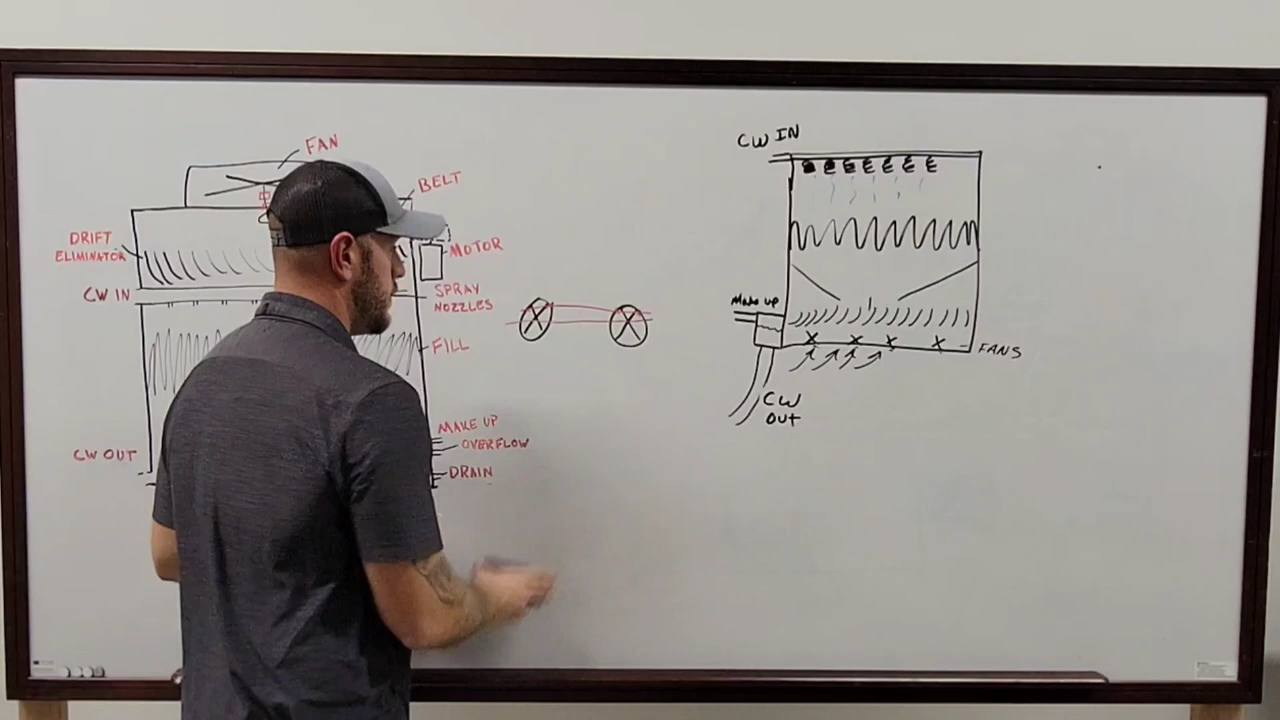 FAN
BELT
DRIFT
ELIMINATOR
MOTOR
CW IN
SPRAY
NOZZLES
FILL
MAKE UP
OVERFLOW
CW OUT
DRAIN
CW IN
Make up
FANS
CW
OUT